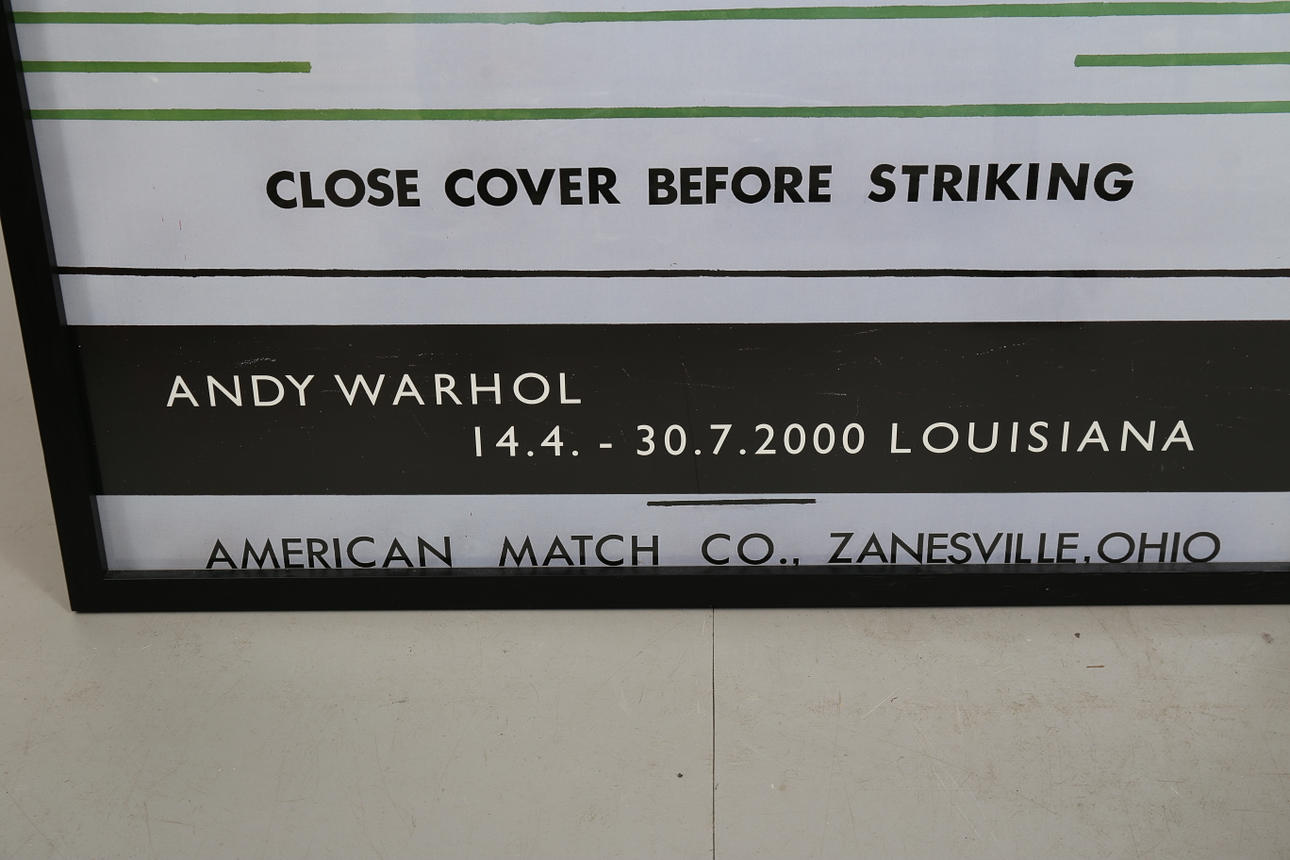 CLOSE COVER BEFORE STRIKING
ANDY WARHOL
14.4. - 30.7.2000 LOUISIANA
AMERICAN MATCH CO., ZANESVILLE, OHIO